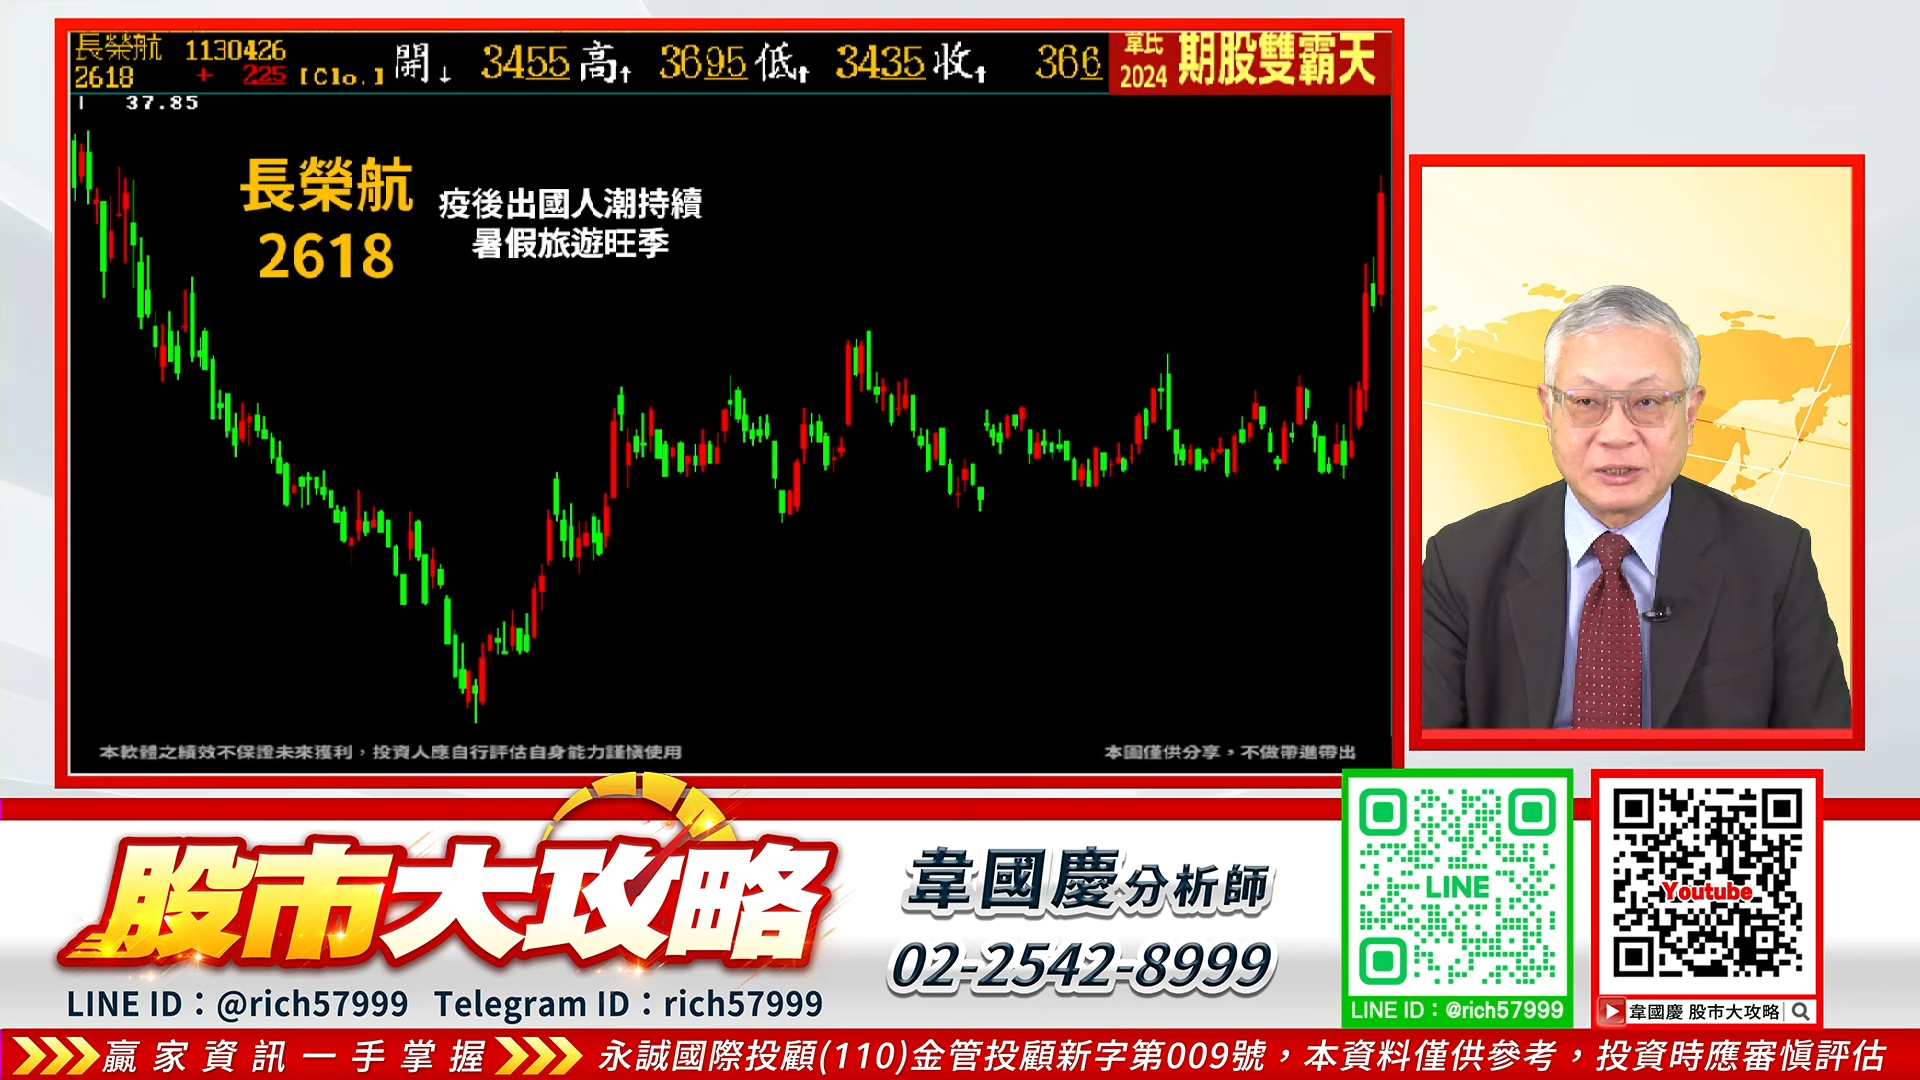 長榮航 1130426 開↓ 3455 高↑ 3695 低↑ 3435 收↑ 366
2618 + 225 [Clo.]
37.85
韋氏
2024
期股雙霸天
長榮航
2618
疫後出國人潮持續
暑假旅遊旺季
本軟體之績效不保證未來獲利，投資人應自行評估自身能力謹慎使用
本圖僅供分享，不做帶進帶出
股市大攻略
LINE ID：@rich57999 Telegram ID：rich57999
韋國慶分析師
02-2542-8999
LINE
LINE ID：@rich57999
Youtube
韋國慶 股市大攻略
贏家資訊一手掌握
永誠國際投顧(110)金管投顧新字第009號，本資料僅供參考，投資時應審慎評估